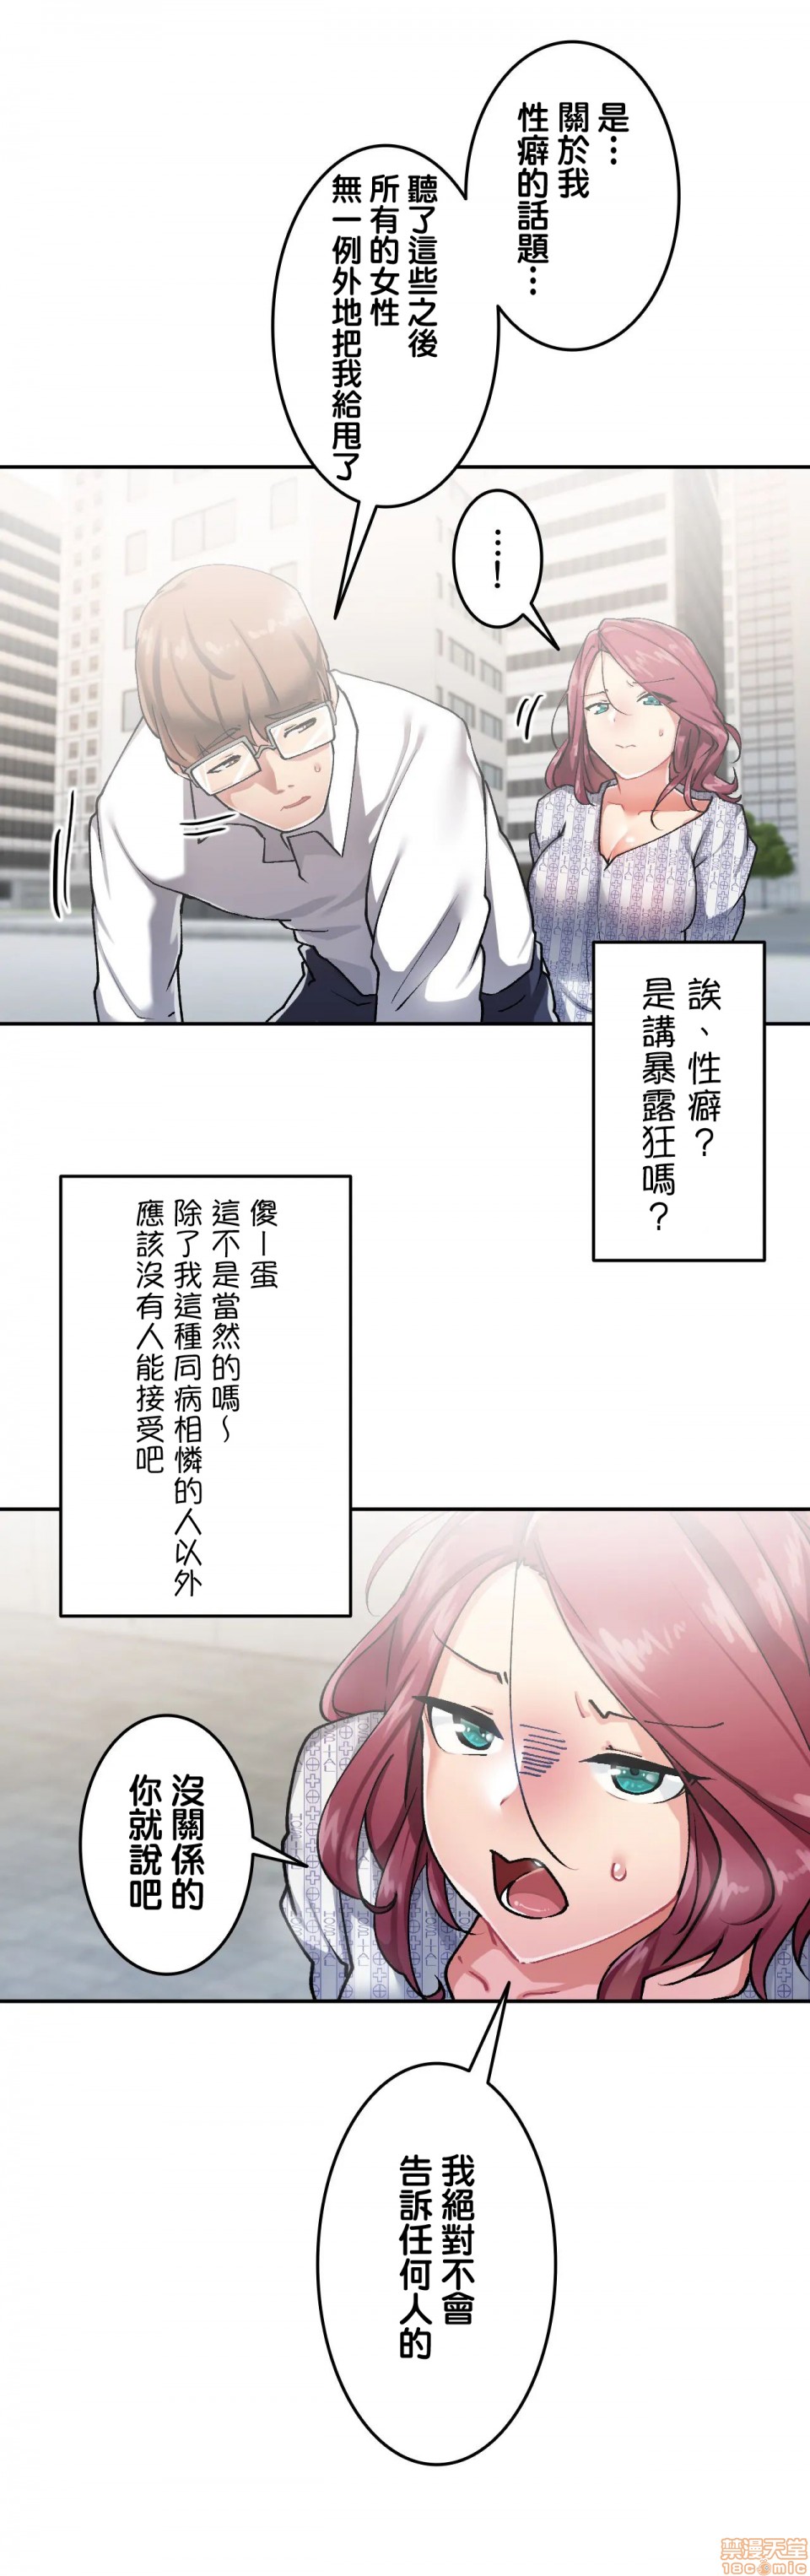 是…
關於我
性癖的話題…
聽了這些之後
所有的女性
無一例外地把我給甩了
…!
誒、性癖？
是講暴露狂嗎？
傻ー蛋
這不是當然的嗎～
除了我這種同病相憐的人以外
應該沒有人能接受吧
沒關係的
你就說吧
HOSPITAL
我絕對不會
告訴任何人的
禁漫天堂
18comic